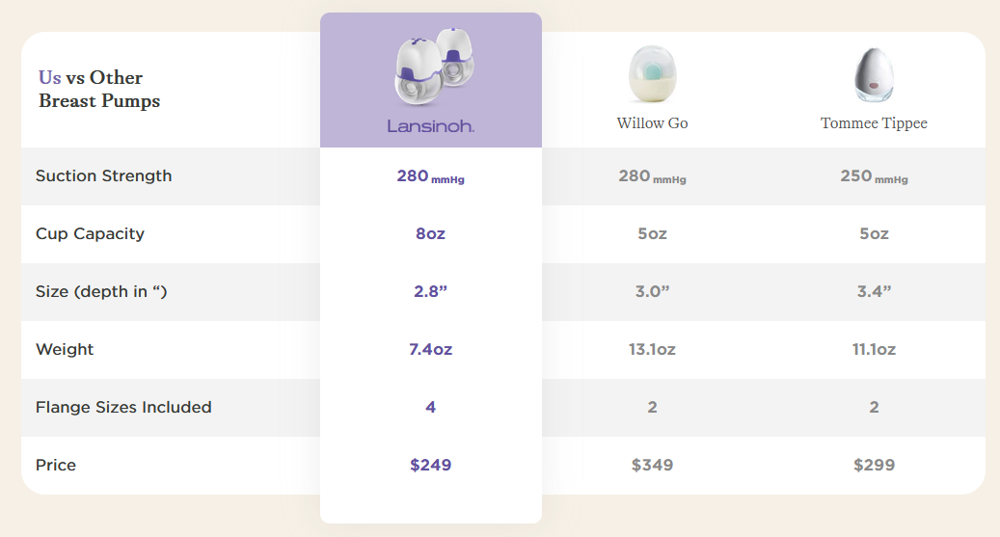 Us vs Other
Breast Pumps
Lansinoh®
Willow Go
Tommee Tippee
Suction Strength 280 mmHg 280 mmHg 250 mmHg
Cup Capacity 8oz 5oz 5oz
Size (depth in “) 2.8” 3.0” 3.4”
Weight 7.4oz 13.1oz 11.1oz
Flange Sizes Included 4 2 2
Price $249 $349 $299